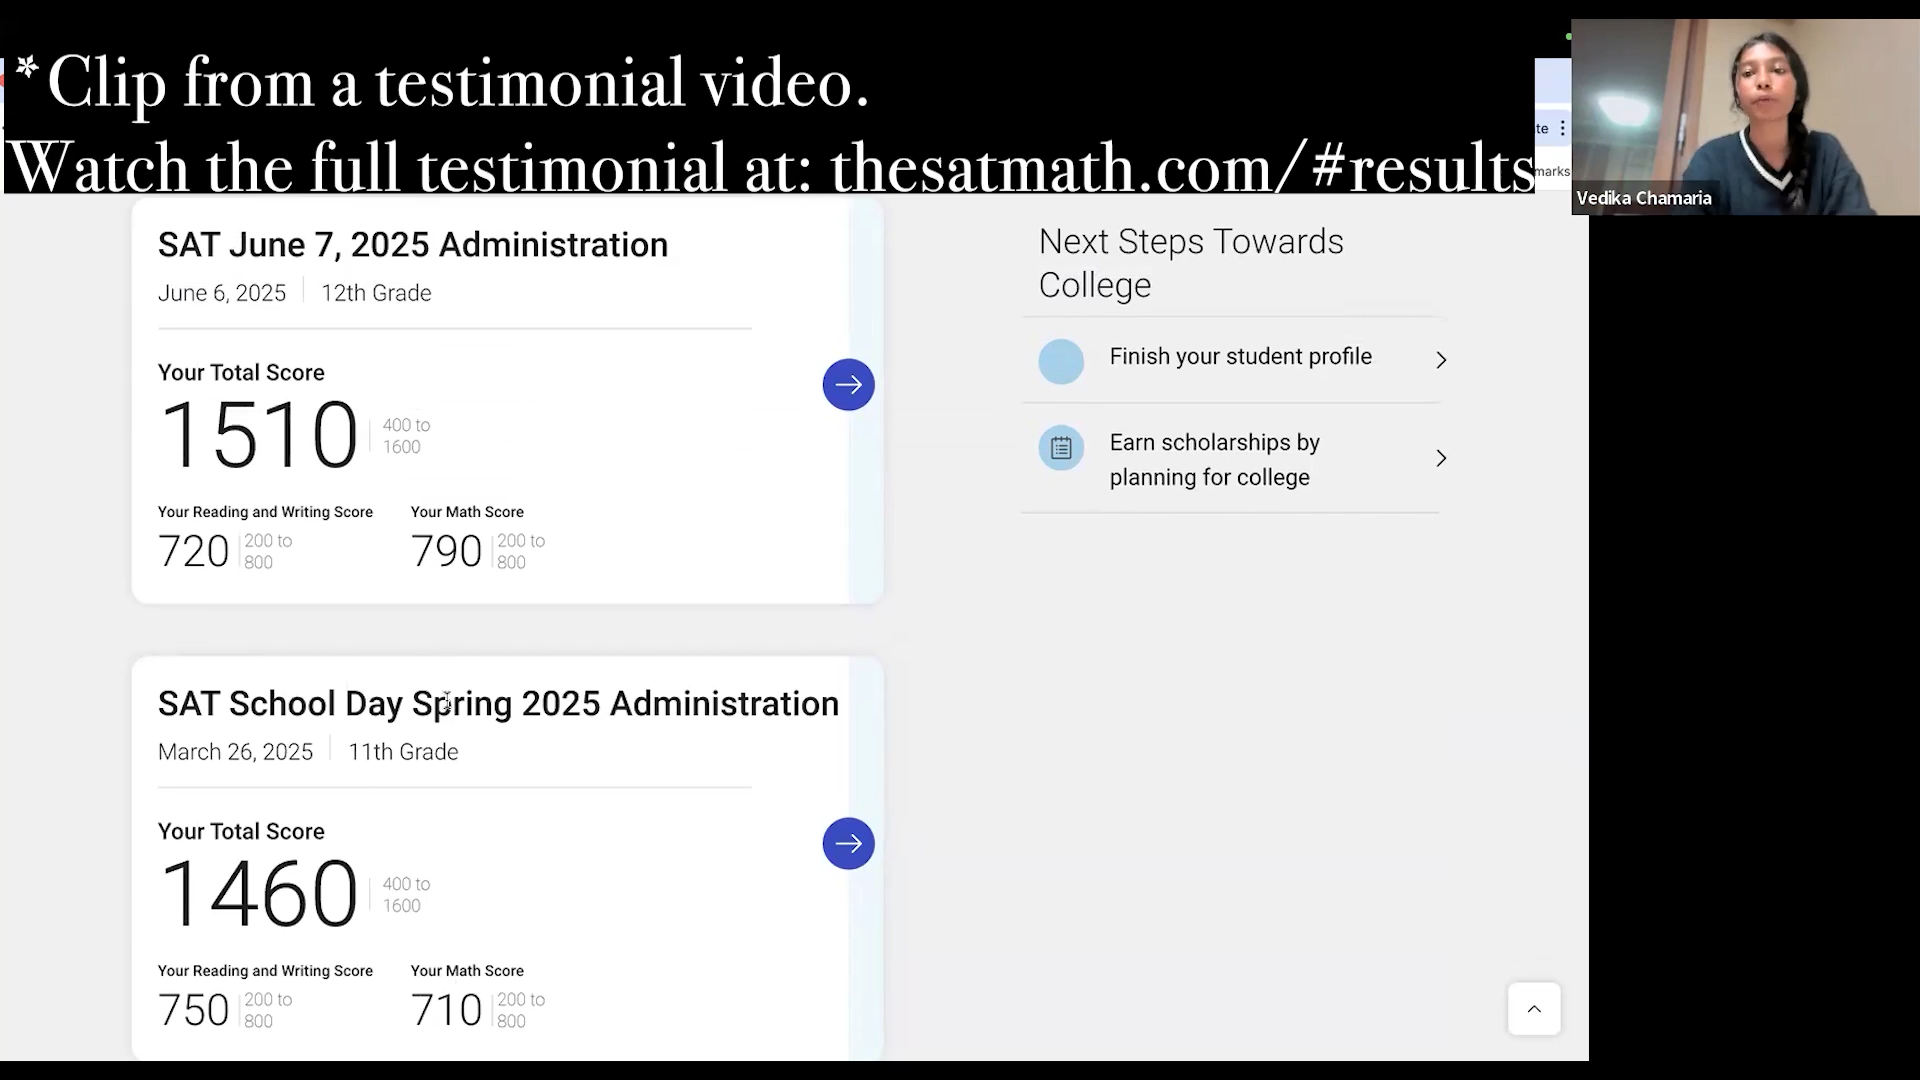 *Clip from a testimonial video.
Watch the full testimonial at: thesatmath.com/#results
te
marks
Vedika Chamaria
SAT June 7, 2025 Administration
June 6, 2025 12th Grade
Your Total Score
1510 400 to
1600
Your Reading and Writing Score Your Math Score
720 200 to
800
790 200 to
800
Next Steps Towards
College
Finish your student profile
Earn scholarships by
planning for college
SAT School Day Spring 2025 Administration
March 26, 2025 11th Grade
Your Total Score
1460 400 to
1600
Your Reading and Writing Score Your Math Score
750 200 to
800
710 200 to
800